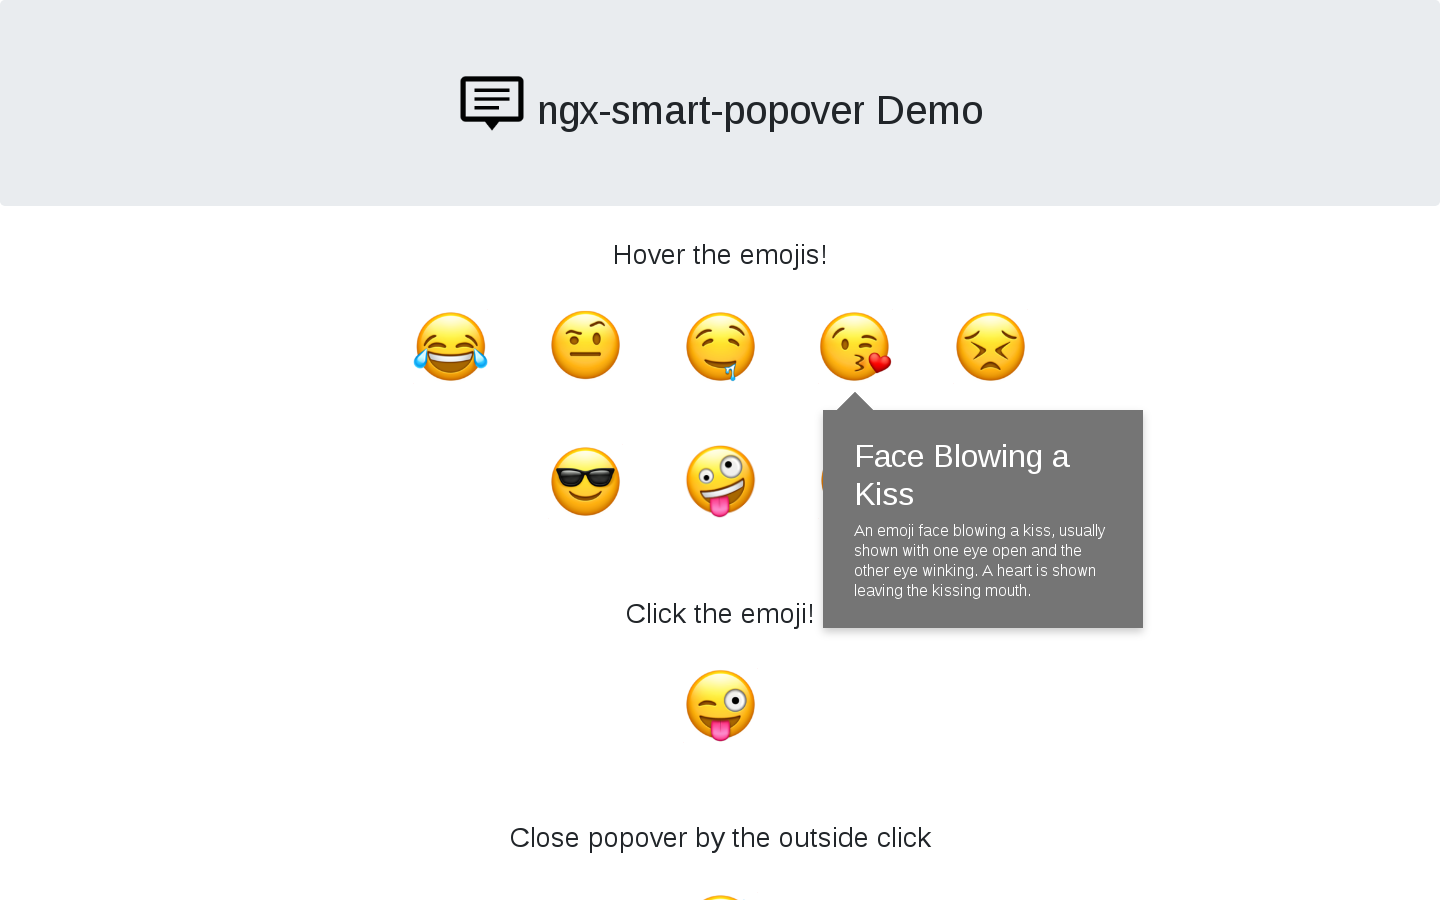 ngx-smart-popover Demo
Hover the emojis!
Face Blowing a
Kiss
An emoji face blowing a kiss, usually
shown with one eye open and the
other eye winking. A heart is shown
leaving the kissing mouth.
Click the emoji!
Close popover by the outside click